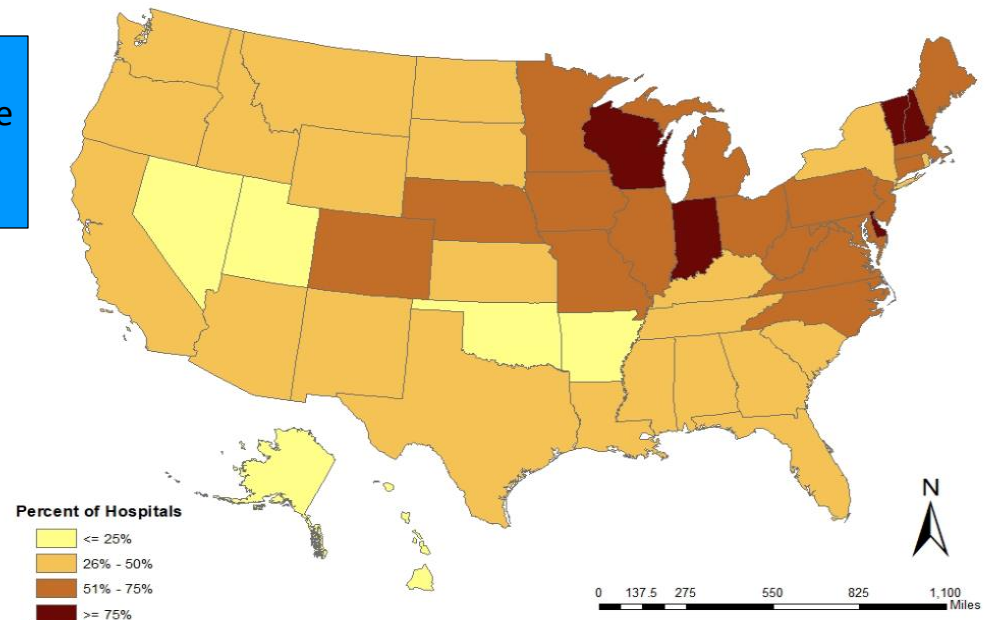 e
N
Percent of Hospitals
<= 25%
26% - 50%
51% - 75%
>= 75%
0 137.5 275 550 825 1,100
Miles